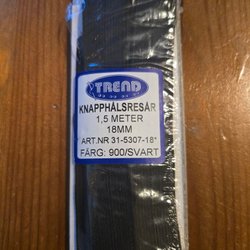 TREND
KNAPPHÅLSRESÅR
1,5 METER
18MM
ART.NR 31-5307-18*
FÄRG: 900/SVART